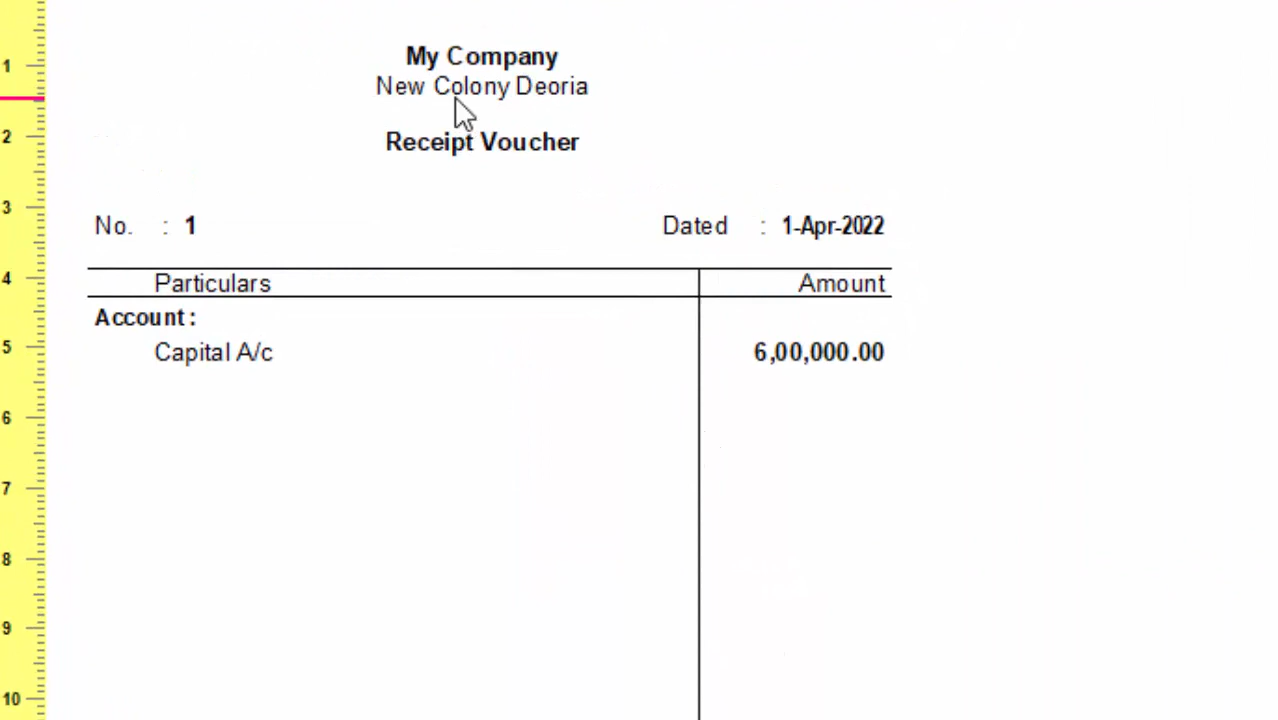 My Company
New Colony Deoria
Receipt Voucher
No. : 1 Dated : 1-Apr-2022
Particulars Amount
Account :
Capital A/c 6,00,000.00
1
2
3
4
5
6
7
8
9
10